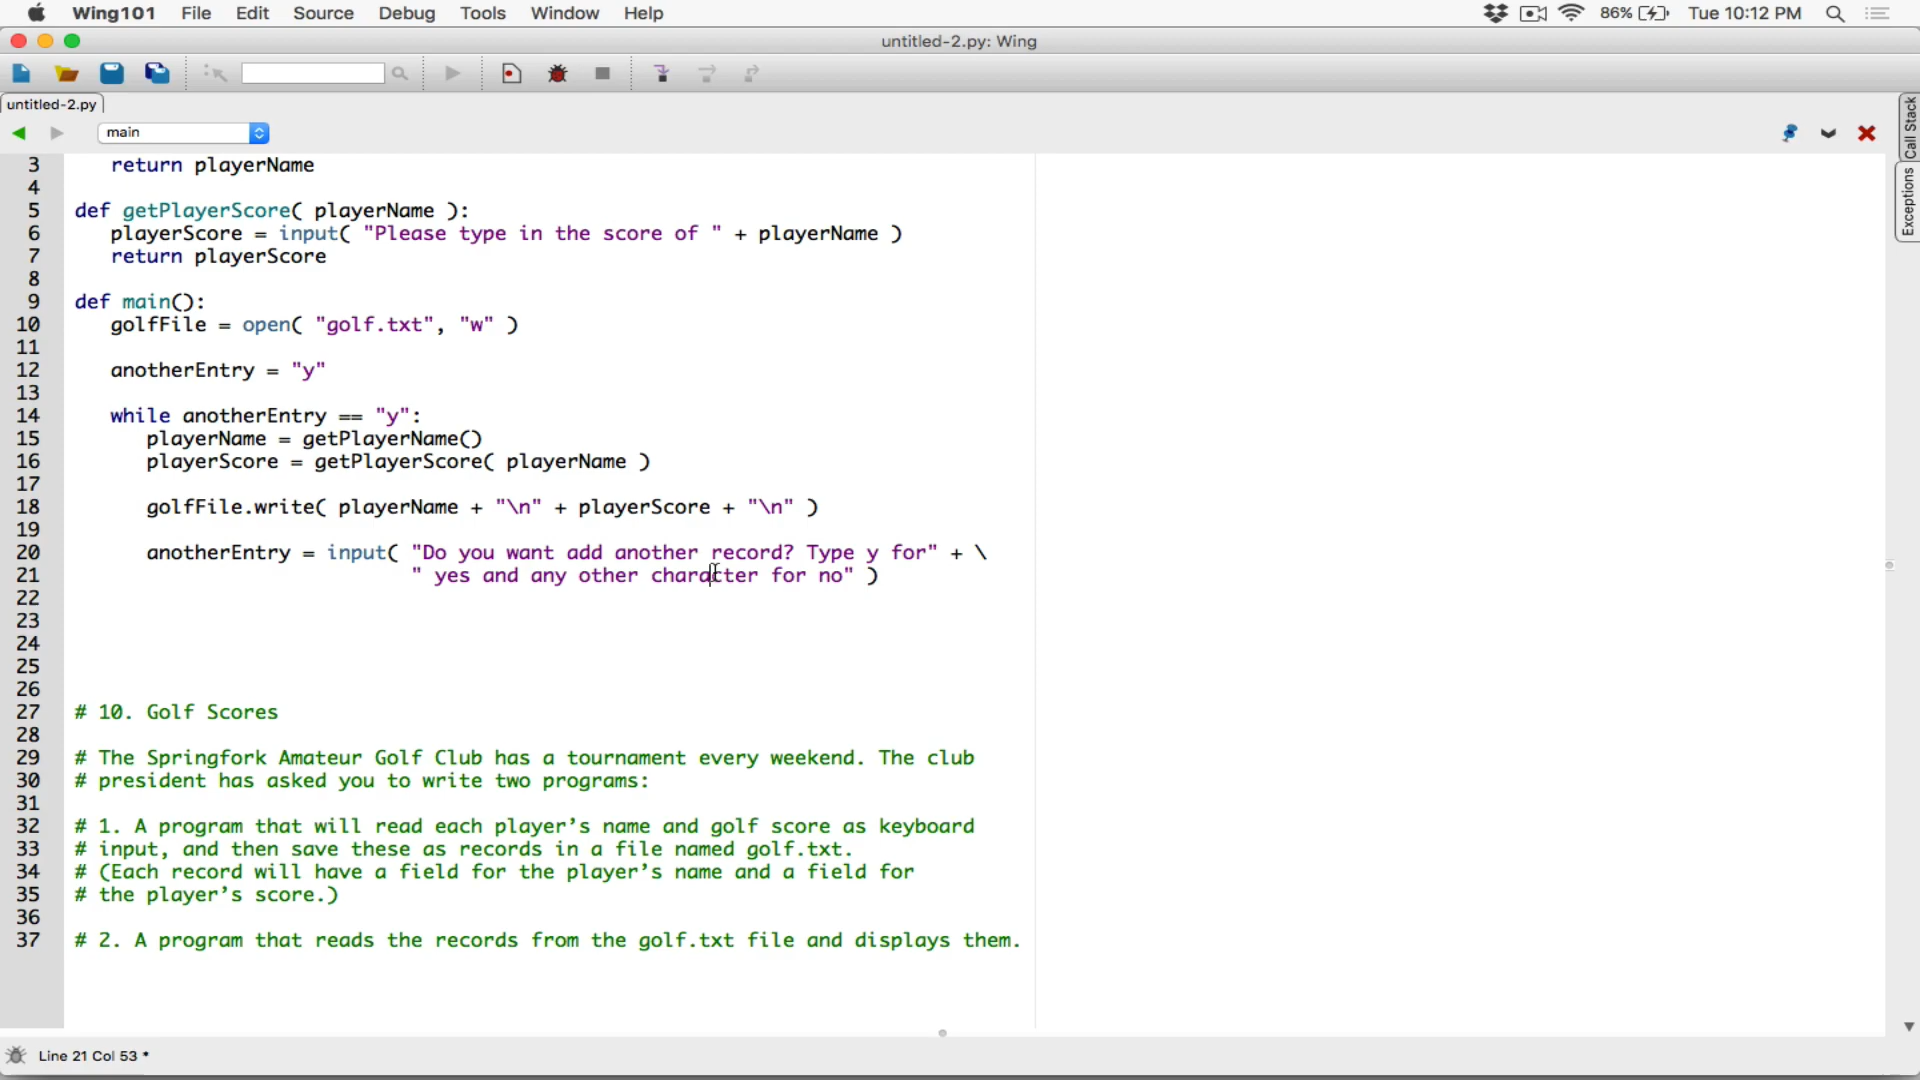 Wing101 File Edit Source Debug Tools Window Help 86% Tue 10:12 PM
untitled-2.py: Wing
untitled-2.py
main
Call Stack
Exceptions
3 return playerName
4
5 def getPlayerScore( playerName ):
6 playerScore = input( "Please type in the score of " + playerName )
7 return playerScore
8
9 def main():
10 golfFile = open( "golf.txt", "w" )
11
12 anotherEntry = "y"
13
14 while anotherEntry == "y":
15 playerName = getPlayerName()
16 playerScore = getPlayerScore( playerName )
17
18 golfFile.write( playerName + "\n" + playerScore + "\n" )
19
20 anotherEntry = input( "Do you want add another record? Type y for" + \
21 " yes and any other character for no" )
22
23
24
25
26
27 # 10. Golf Scores
28
29 # The Springfork Amateur Golf Club has a tournament every weekend. The club
30 # president has asked you to write two programs:
31
32 # 1. A program that will read each player’s name and golf score as keyboard
33 # input, and then save these as records in a file named golf.txt.
34 # (Each record will have a field for the player’s name and a field for
35 # the player’s score.)
36
37 # 2. A program that reads the records from the golf.txt file and displays them.
Line 21 Col 53 *